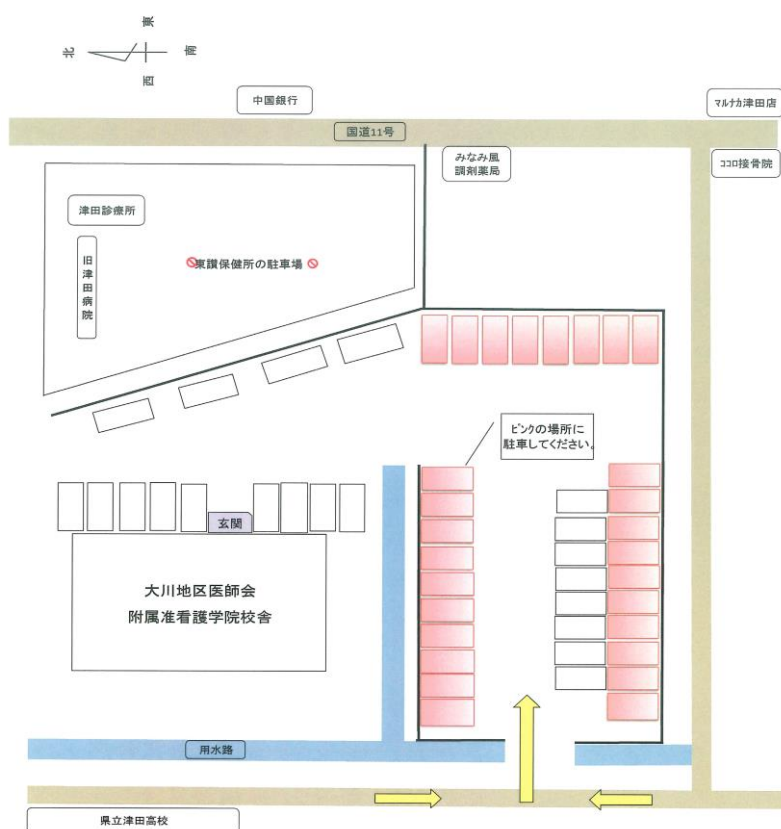 東
北
南
西
中国銀行
マルナカ津田店
国道11号
みなみ風
調剤薬局
ココロ接骨院
津田診療所
旧津田病院
東讃保健所の駐車場
ピンクの場所に
駐車してください。
玄関
大川地区医師会
附属准看護学院校舎
用水路
県立津田高校